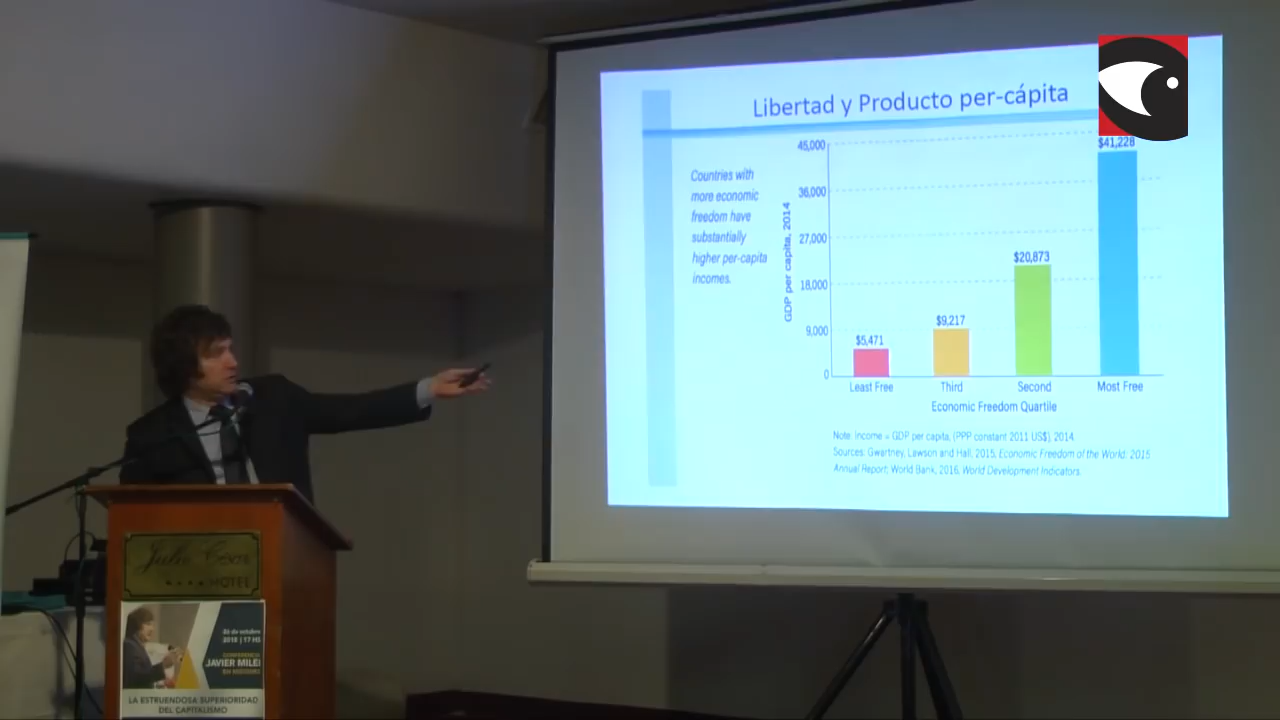 Libertad y Producto per-cápita
Countries with
more economic
freedom have
substantially
higher per-capita
incomes.
GDP per capita, 2014
45,000
36,000
27,000
18,000
9,000
0
$5,471
$9,217
$20,873
$41,228
Least Free
Third
Second
Most Free
Economic Freedom Quartile
Note: Income = GDP per capita, (PPP constant 2011 US$), 2014.
Sources: Gwartney, Lawson and Hall, 2015, Economic Freedom of the World: 2015
Annual Report; World Bank, 2016, World Development Indicators.
Julio Cesar
HOTEL
de octubre
2018 | 17 HS
CONFERENCIA
JAVIER MILEI
EN MISIONES
LA ESTRUENDOSA SUPERIORIDAD
DEL CAPITALISMO